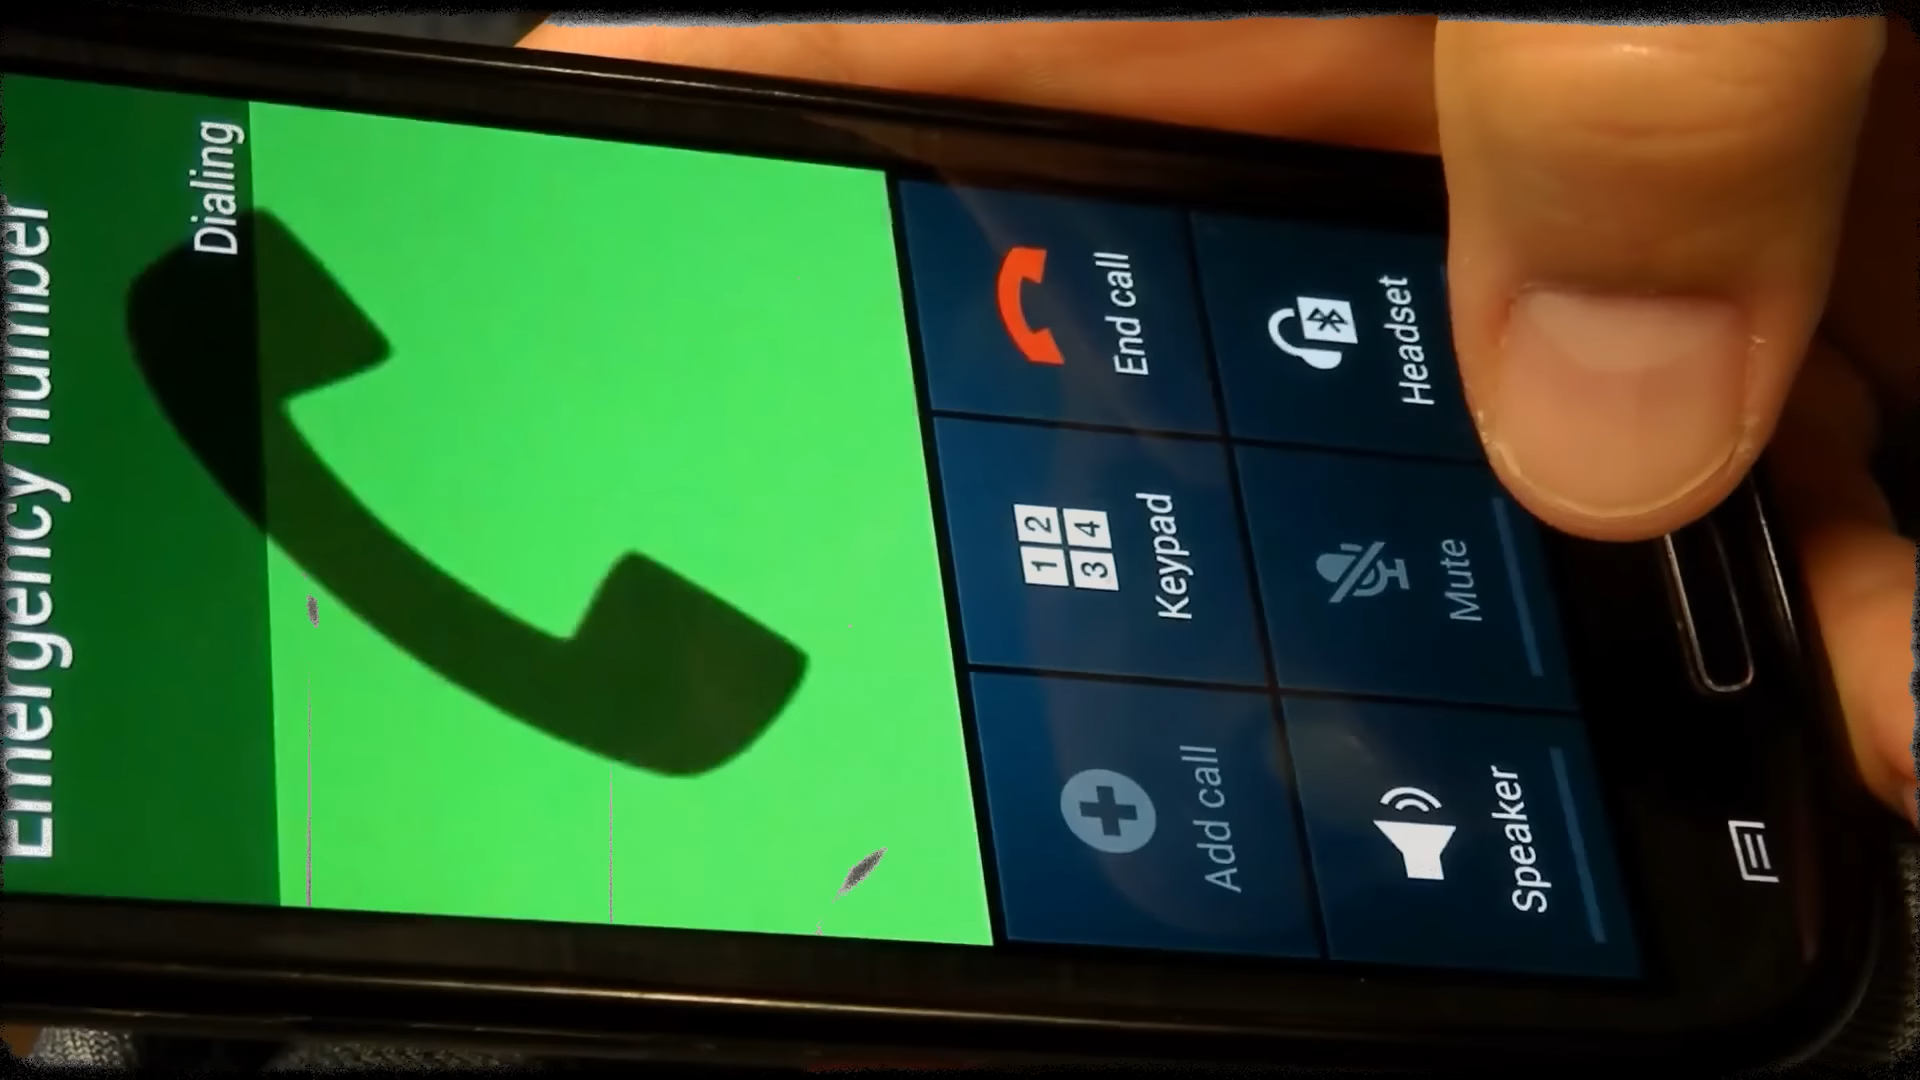 Emergency number
Dialing
Add call
1 2
3 4
Keypad
End call
Speaker
Mute
Headset